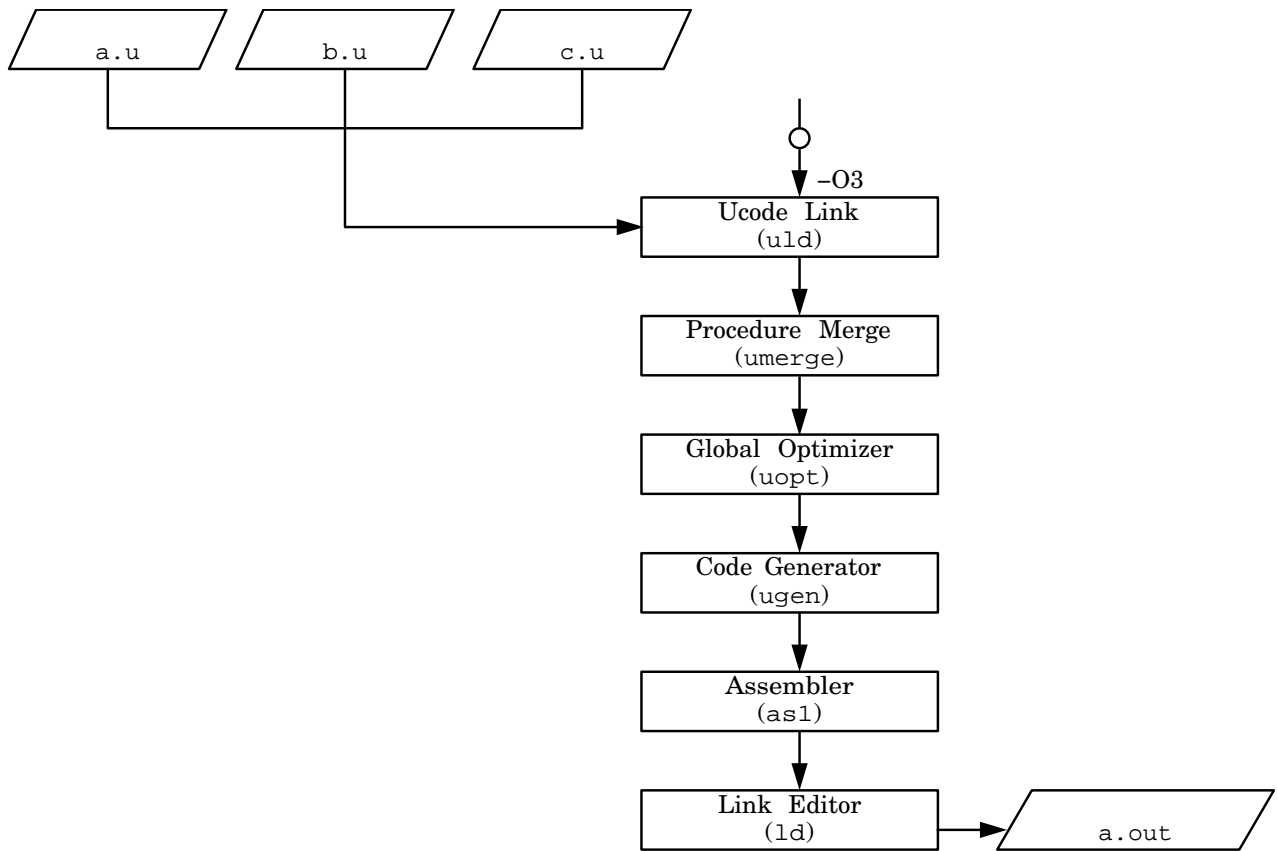 a.u
b.u
c.u
–O3
Ucode Link
(uld)
Procedure Merge
(umerge)
Global Optimizer
(uopt)
Code Generator
(ugen)
Assembler
(as1)
Link Editor
(ld)
a.out